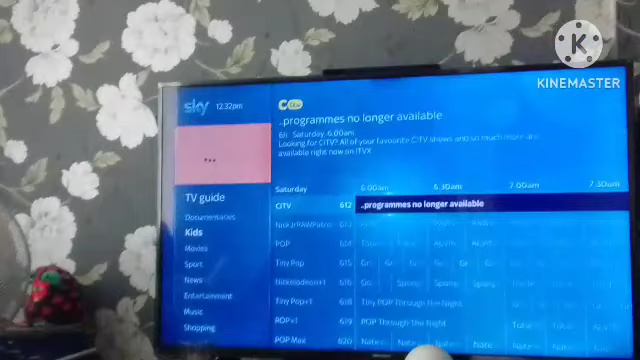 K
KINEMASTER
sky 12.32pm
citv
..programmes no longer available
Saturday, 6.00am
Looking for CITV? All of your favourite CITV shows and so much more are
available right now on ITVX
...
TV guide
Documentaries
Kids
Movies
Sport
News
Entertainment
Music
Shopping
Saturday 6.00am 6.30am 7.00am 7.30am
CITV 612 ..programmes no longer available
POP 614
Tiny Pop 615
Nickelodeon+1 616
Tiny Pop+1 618 Tiny POP Through the Night
POP+1 619 POP Through the Night
POP Max 620